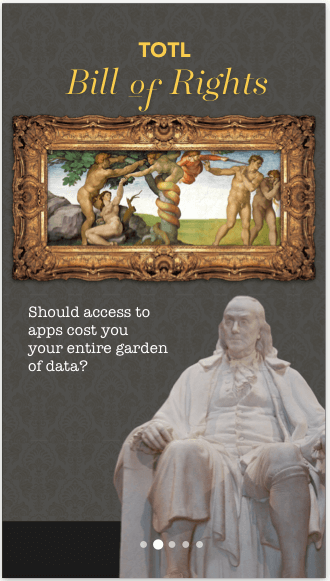 TOTL
Bill of Rights
Should access to
apps cost you
your entire garden
of data?